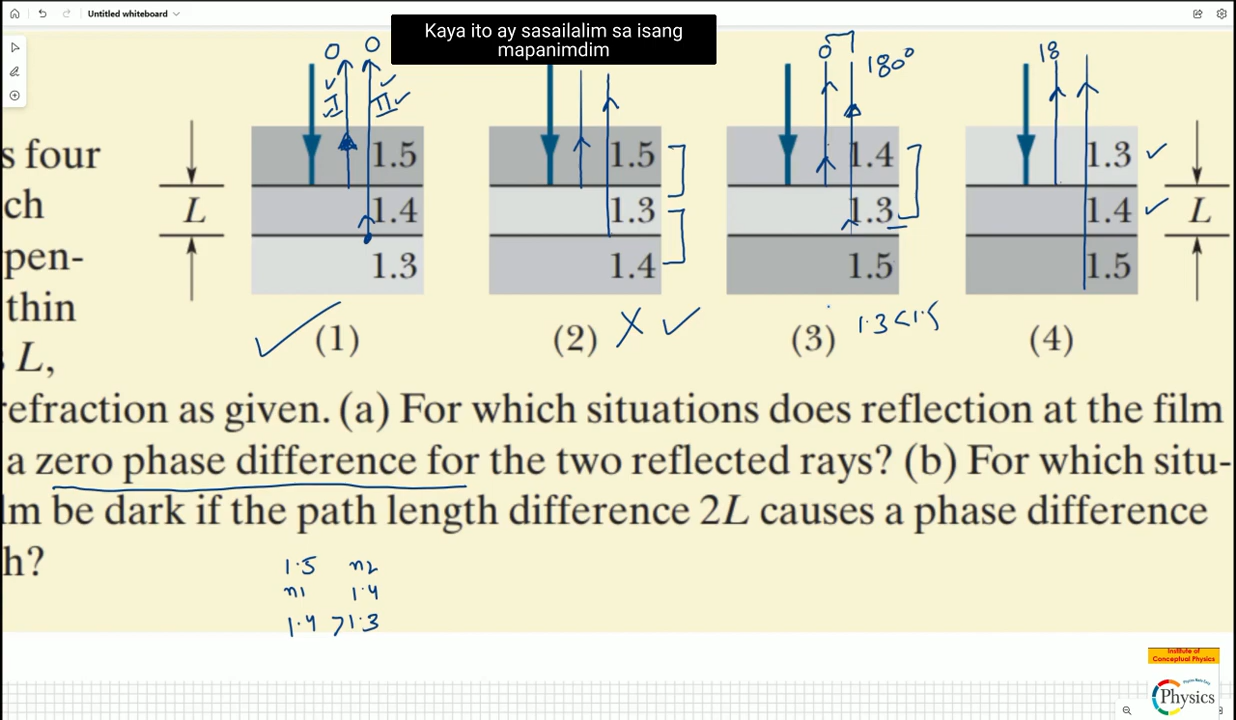 Untitled whiteboard
Kaya ito ay sasailalim sa isang
mapanimdim
0 0 0 180° 18
I II
s four
ch
pen-
thin
L,
L 1.5 1.5 1.4 1.3 L
1.4 1.3 1.3 1.4
1.3 1.4 1.5 1.5
(1) (2) X (3) 1.3<1.5 (4)
refraction as given. (a) For which situations does reflection at the film
a zero phase difference for the two reflected rays? (b) For which situ-
lm be dark if the path length difference 2L causes a phase difference
h?
1.5 n2
n1 1.4
1.4 >1.3
Institute of
Conceptual Physics
Physics